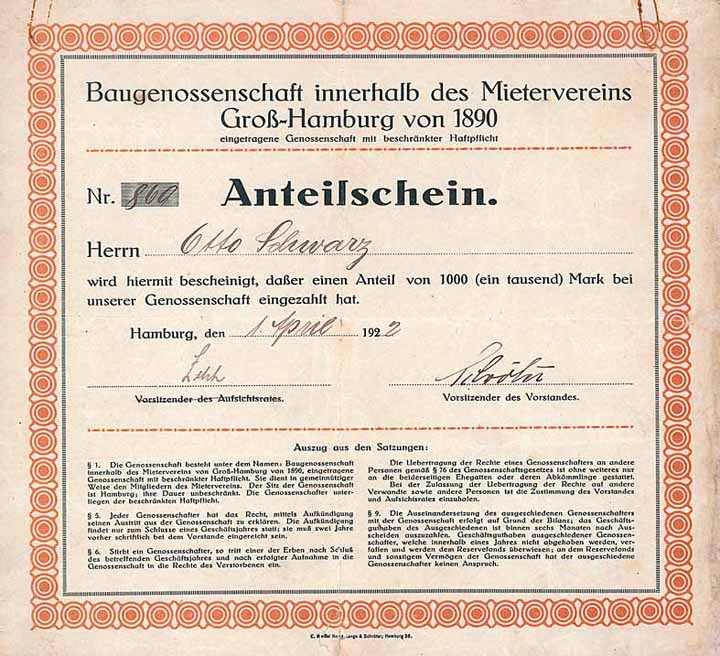 Baugenossenschaft innerhalb des Mietervereins
Groß-Hamburg von 1890
eingetragene Genossenschaft mit beschränkter Haftpflicht
Nr. 860 Anteilschein.
Herrn Otto Schwarz
wird hiermit bescheinigt, daßer einen Anteil von 1000 (ein tausend) Mark bei
unserer Genossenschaft eingezahlt hat.
Hamburg, den 1. April 1922
Vorsitzender des Aufsichtsrates.
Vorsitzender des Vorstandes.
Auszug aus den Satzungen:
§ 1. Die Genossenschaft besteht unter dem Namen: Baugenossenschaft
innerhalb des Mietervereins von Groß-Hamburg von 1890, eingetragene
Genossenschaft mit beschränkter Haftpflicht. Sie dient in gemeinnütziger
Weise den Mitgliedern des Mietervereins. Der Sitz der Genossenschaft
ist Hamburg; ihre Dauer unbeschränkt. Die Genossenschafter unter-
liegen der beschränkten Haftpflicht.
§ 5. Jeder Genossenschafter hat das Recht, mittels Aufkündigung
seinen Austritt aus der Genossenschaft zu erklären. Die Aufkündigung
findet nur zum Schlusse eines Geschäftsjahres statt; sie muß zwei Jahre
vorher schriftlich bei dem Vorstande eingereicht sein.
§ 6. Stirbt ein Genossenschafter, so tritt einer der Erben nach Schluß
des betreffenden Geschäftsjahres und nach erfolgter Aufnahme in die
Genossenschaft in die Rechte des Verstorbenen ein.
Die Uebertragung der Rechte eines Genossenschafters an andere
Personen gemäß § 76 des Genossenschaftsgesetzes ist ohne weiteres nur
an die beiderseitigen Ehegatten oder deren Abkömmlinge gestattet.
Bei der Zulassung der Uebertragung der Rechte auf andere
Verwandte sowie andere Personen ist die Zustimmung des Vorstandes
und Aufsichtsrates einzuholen.
§ 9. Die Auseinandersetzung des ausgeschiedenen Genossenschafters
mit der Genossenschaft erfolgt auf Grund der Bilanz; das Geschäfts-
guthaben des Ausgeschiedenen ist binnen sechs Monaten nach Aus-
scheiden auszuzahlen. Geschäftsguthaben ausgeschiedener Genossen-
schafter, welche innerhalb eines Jahres nicht abgehoben werden, ver-
fallen und werden dem Reservefonds überwiesen; an dem Reservefonds
und sonstigem Vermögen der Genossenschaft hat der ausgeschiedene
Genossenschafter keinen Anspruch.
Lange & Schröter, Hamburg 36.